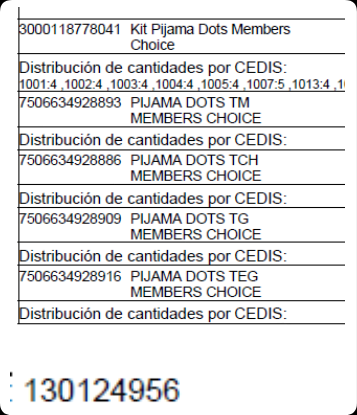 3000118778041 Kit Pijama Dots Members
Choice
Distribución de cantidades por CEDIS:
1001:4 ,1002:4 ,1003:4 ,1004:4 ,1005:4 ,1007:5 ,1013:4
7506634928893 PIJAMA DOTS TM
MEMBERS CHOICE
Distribución de cantidades por CEDIS:
7506634928886 PIJAMA DOTS TCH
MEMBERS CHOICE
Distribución de cantidades por CEDIS:
7506634928909 PIJAMA DOTS TG
MEMBERS CHOICE
Distribución de cantidades por CEDIS:
7506634928916 PIJAMA DOTS TEG
MEMBERS CHOICE
Distribución de cantidades por CEDIS:
: 130124956